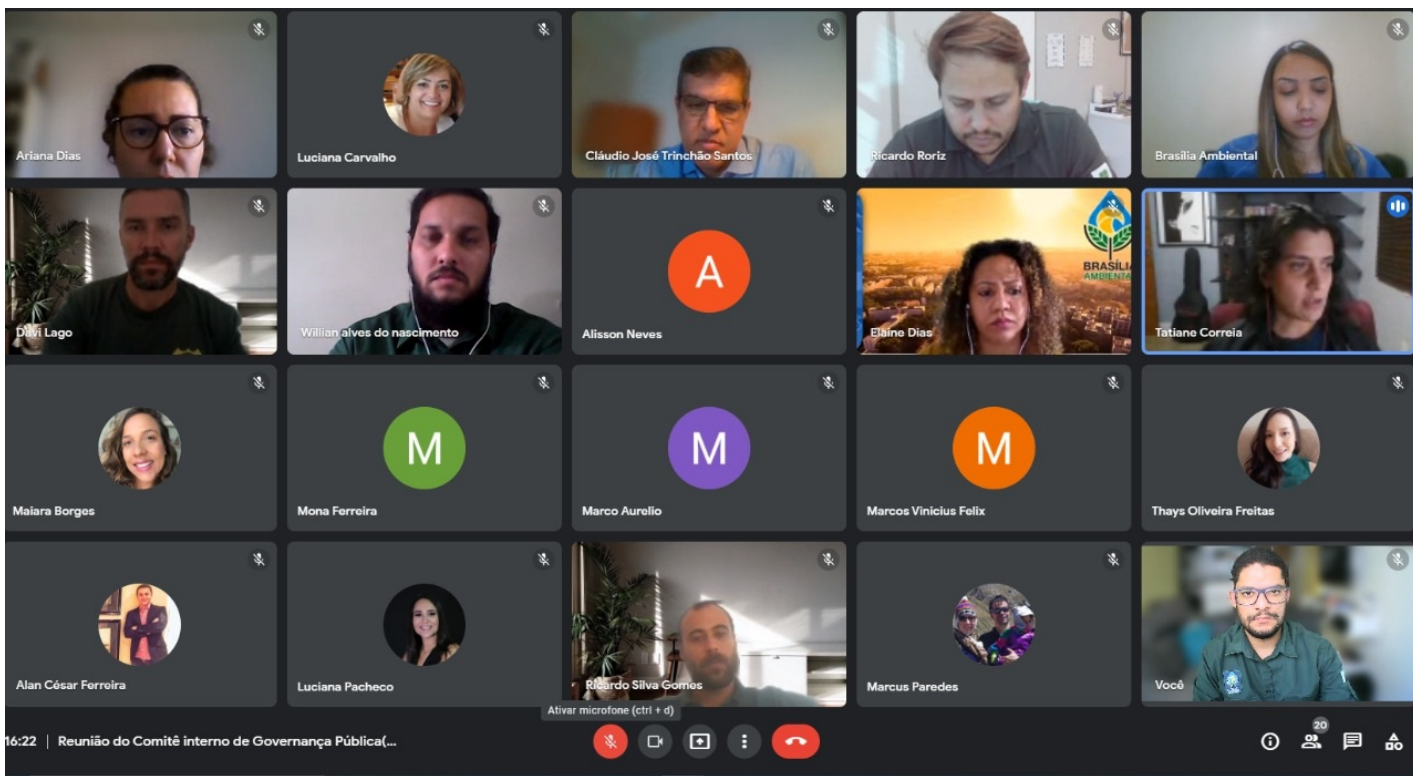 Ariana Dias
Luciana Carvalho
Cláudio José Trinchão Santos
Ricardo Roriz
Brasília Ambiental
Davi Lago
Willian alves do nascimento
A
Alisson Neves
BRASÍLIA
AMBIENTAL
Elaine Dias
Tatiane Correia
Maiara Borges
M
Mona Ferreira
M
Marco Aurelio
M
Marcos Vinicius Felix
Thays Oliveira Freitas
Alan César Ferreira
Luciana Pacheco
Ricardo Silva Gomes
Marcus Paredes
Você
Ativar microfone (ctrl + d)
16:22 | Reunião do Comitê interno de Governança Pública(...
20